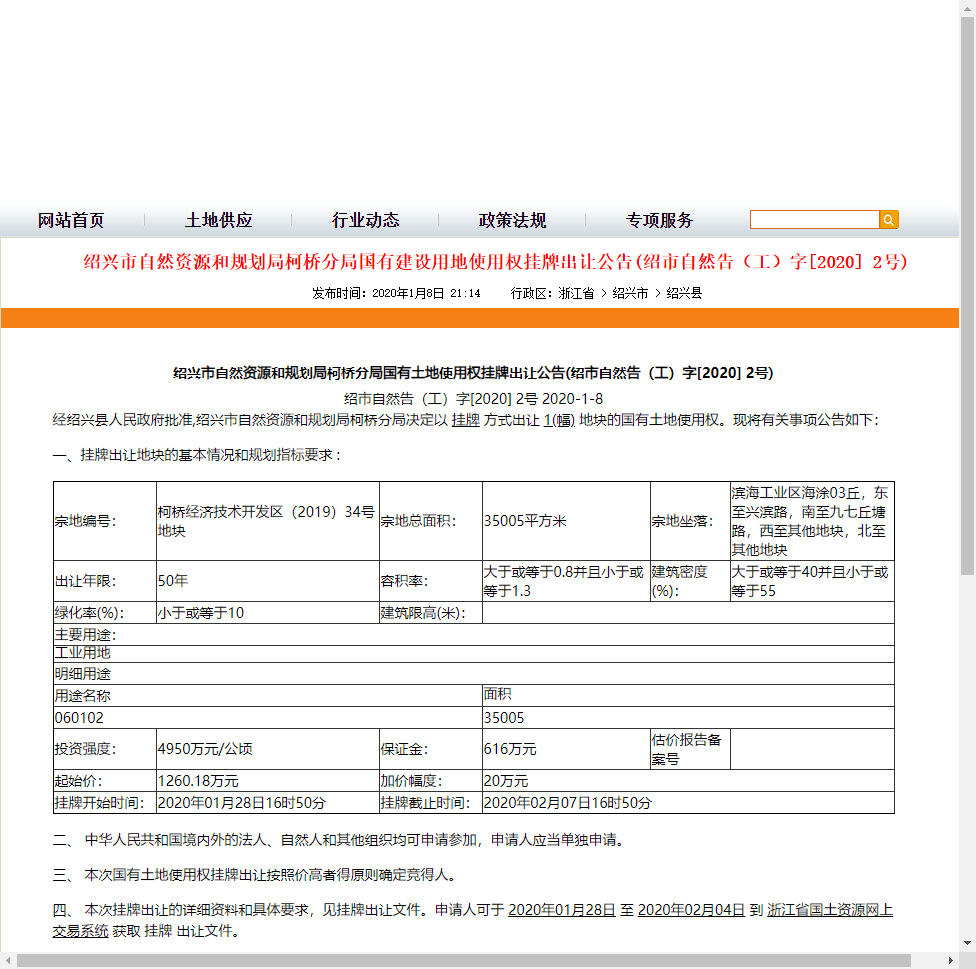 网站首页 土地供应 行业动态 政策法规 专项服务
绍兴市自然资源和规划局柯桥分局国有建设用地使用权挂牌出让公告(绍市自然告（工）字[2020] 2号)
发布时间：2020年1月8日 21:14 行政区：浙江省 > 绍兴市 > 绍兴县
绍兴市自然资源和规划局柯桥分局国有土地使用权挂牌出让公告(绍市自然告（工）字[2020] 2号)
绍市自然告（工）字[2020] 2号 2020-1-8
经绍兴县人民政府批准,绍兴市自然资源和规划局柯桥分局决定以 挂牌 方式出让 1(幅) 地块的国有土地使用权。现将有关事项公告如下：
一、挂牌出让地块的基本情况和规划指标要求：
宗地编号： 柯桥经济技术开发区（2019）34号
地块 宗地总面积： 35005平方米 宗地坐落： 滨海工业区海涂03丘，东
至兴滨路，南至九七丘塘
路，西至其他地块，北至
其他地块
出让年限： 50年 容积率： 大于或等于0.8并且小于或
等于1.3 建筑密度
(%)： 大于或等于40并且小于或
等于55
绿化率(%)： 小于或等于10 建筑限高(米)：
主要用途：
工业用地
明细用途
用途名称 面积
060102 35005
投资强度： 4950万元/公顷 保证金： 616万元 估价报告备
案号
起始价： 1260.18万元 加价幅度： 20万元
挂牌开始时间： 2020年01月28日16时50分 挂牌截止时间： 2020年02月07日16时50分
二、 中华人民共和国境内外的法人、自然人和其他组织均可申请参加，申请人应当单独申请。
三、 本次国有土地使用权挂牌出让按照价高者得原则确定竞得人。
四、 本次挂牌出让的详细资料和具体要求，见挂牌出让文件。申请人可于 2020年01月28日 至 2020年02月04日 到 浙江省国土资源网上
交易系统 获取 挂牌 出让文件。